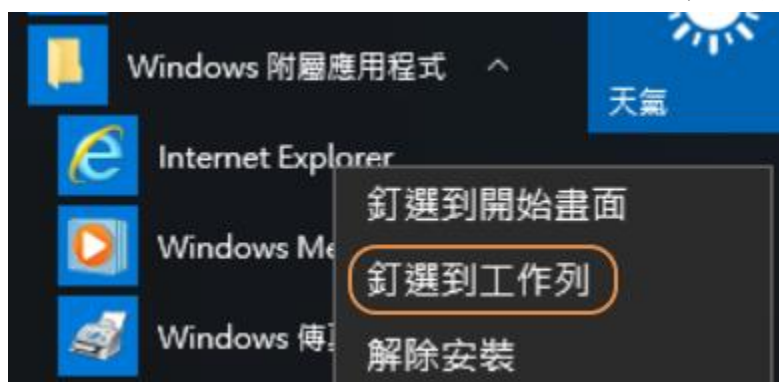 Windows 附屬應用程式
天氣
Internet Explorer
釘選到開始畫面
Windows Me
釘選到工作列
Windows 傳
解除安裝